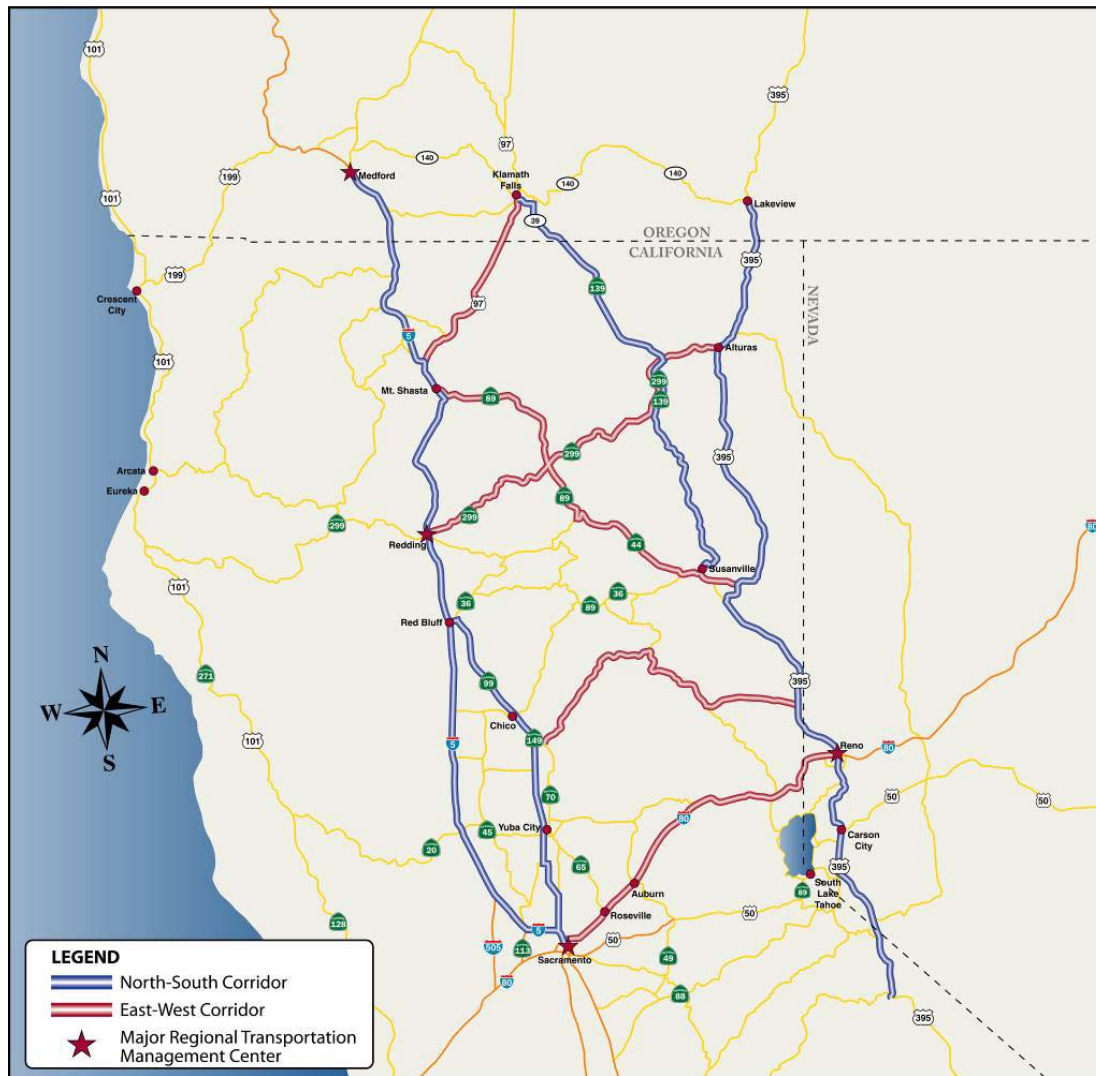 101
395
97
140
Medford
Klamath
Falls
140
140
199
101
39
Lakeview
OREGON
CALIFORNIA
395
199
Crescent
City
139
97
NEVADA
5
101
Alturas
Mt. Shasta
299
89
139
299
395
Arcata
Eureka
89
299
299
Redding
44
80
Susanville
101
36
36
89
Red Bluff
271
99
395
N
W
E
S
Chico
101
149
5
Reno
80
70
50
50
80
Yuba City
45
Carson
City
20
65
395
South
Lake
Tahoe
Auburn
89
Roseville
50
128
5
50
505
113
Sacramento
49
80
88
395
LEGEND
North-South Corridor
East-West Corridor
Major Regional Transportation
Management Center